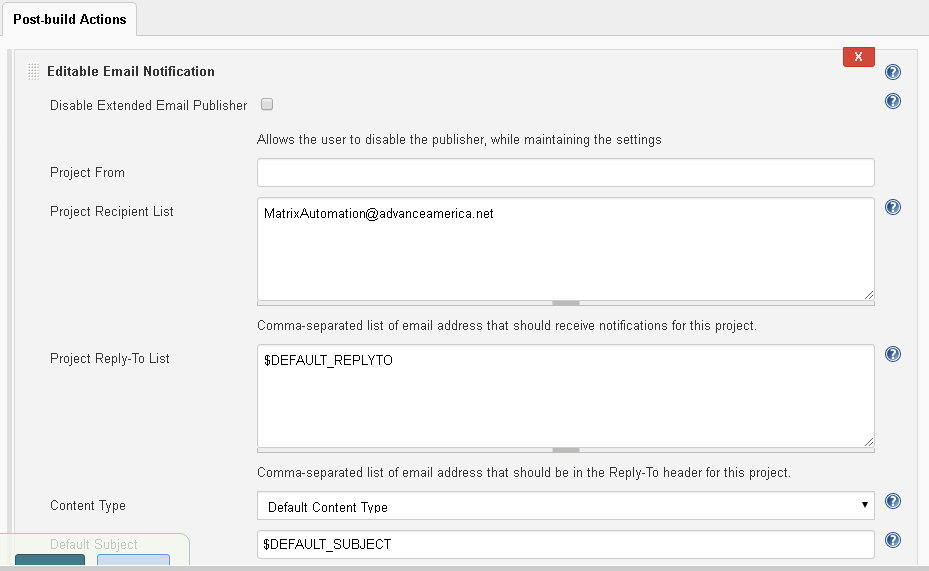 Post-build Actions
X
Editable Email Notification
?
Disable Extended Email Publisher
?
Allows the user to disable the publisher, while maintaining the settings
Project From
Project Recipient List
MatrixAutomation@advanceamerica.net
?
Comma-separated list of email address that should receive notifications for this project.
Project Reply-To List
$DEFAULT_REPLYTO
?
Comma-separated list of email address that should be in the Reply-To header for this project.
Content Type
Default Content Type
?
Default Subject
$DEFAULT_SUBJECT
?